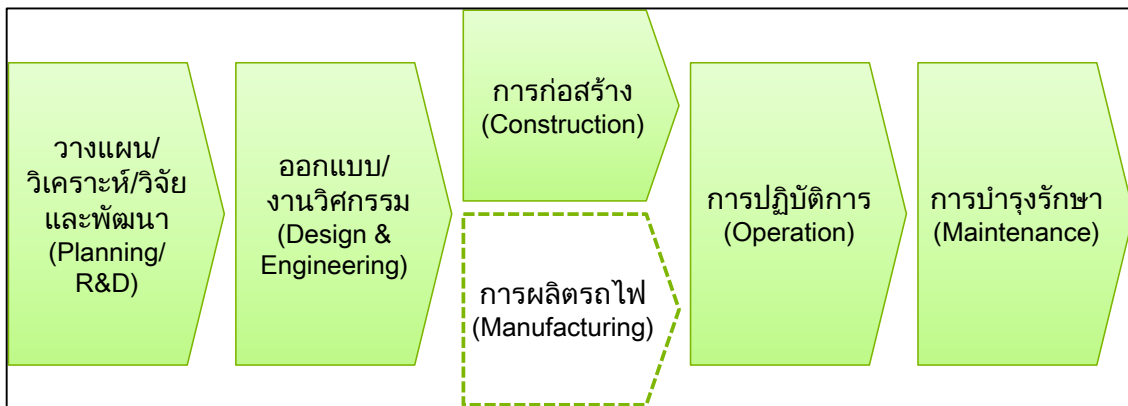 วางแผน/
วิเคราะห์/วิจัย
และพัฒนา
(Planning/
R&D)
ออกแบบ/
งานวิศกรรม
(Design &
Engineering)
การก่อสร้าง
(Construction)
การผลิตรถไฟ
(Manufacturing)
การปฏิบัติการ
(Operation)
การบำรุงรักษา
(Maintenance)